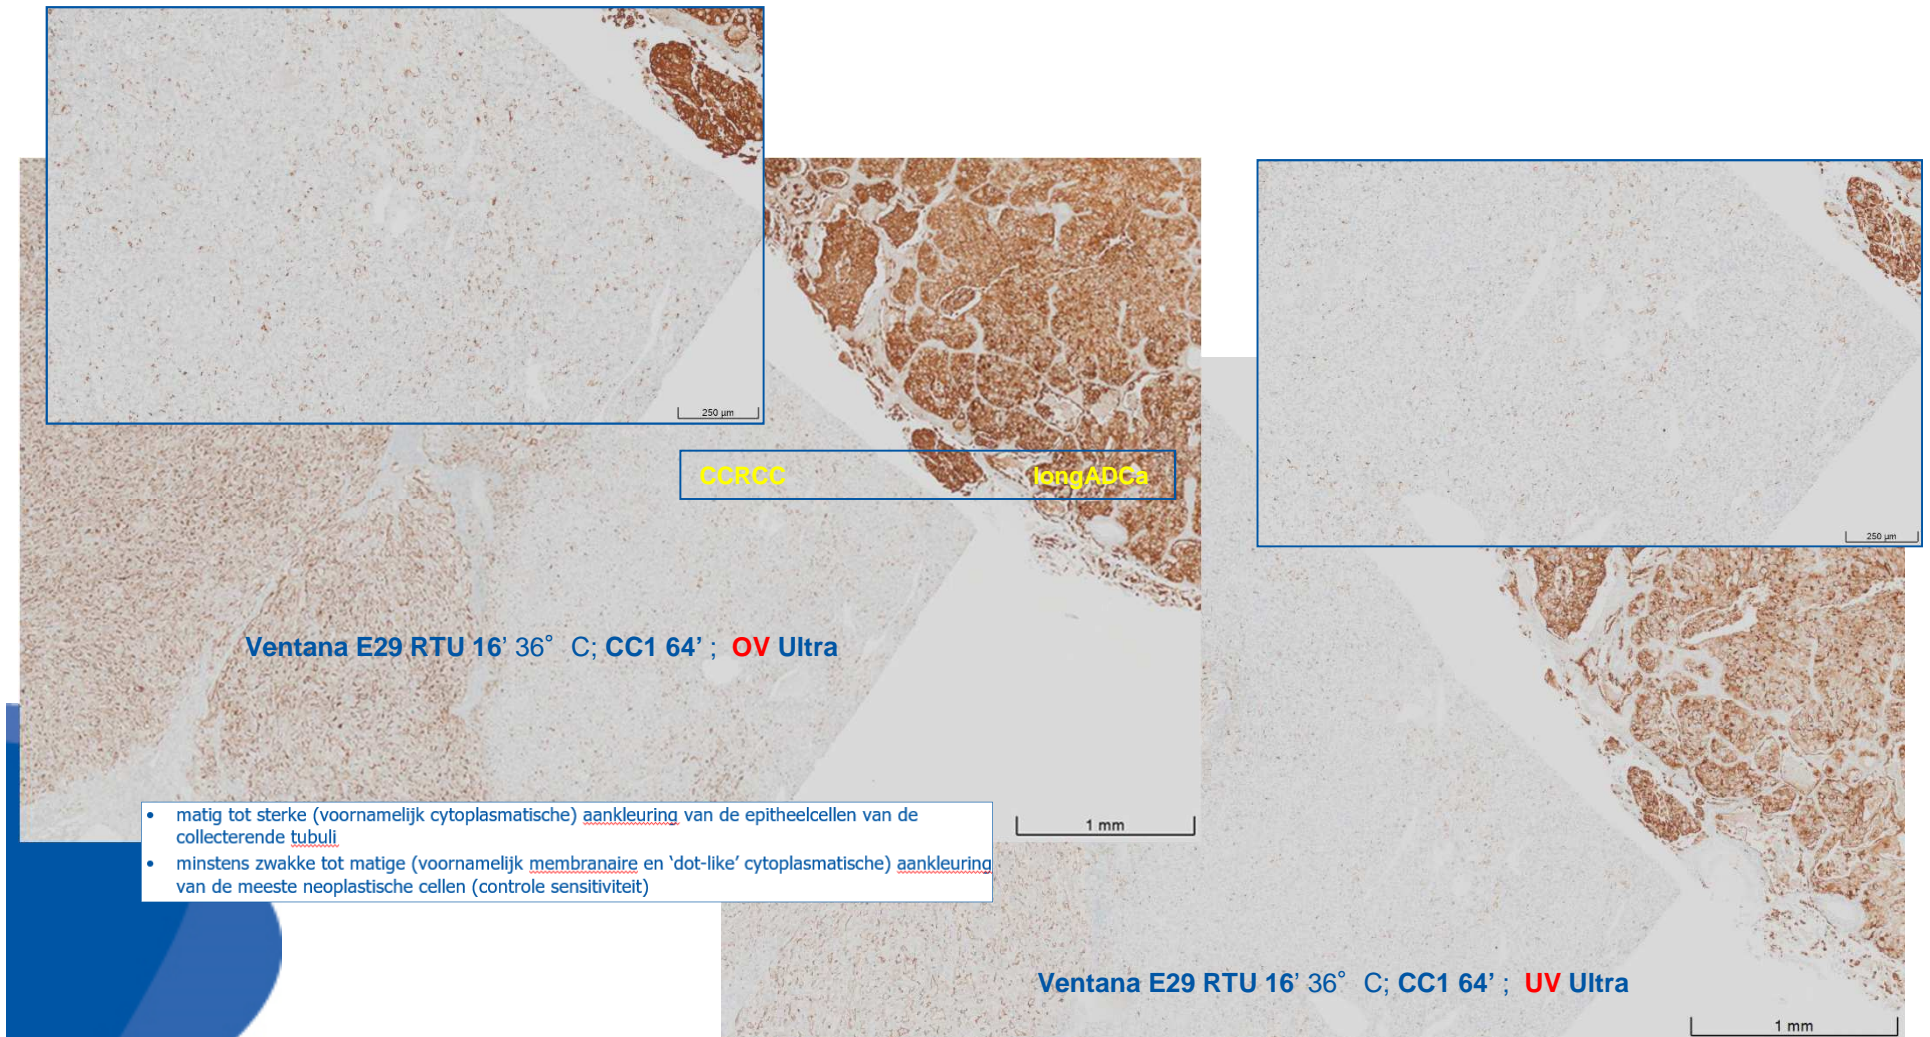 250 µm
250 µm
CCRCC longADCa
Ventana E29 RTU 16’ 36° C; CC1 64’ ; OV Ultra
1 mm
• matig tot sterke (voornamelijk cytoplasmatische) aankleuring van de epitheelcellen van de
collecterende tubuli
• minstens zwakke tot matige (voornamelijk membranaire en ‘dot-like’ cytoplasmatische) aankleuring
van de meeste neoplastische cellen (controle sensitiviteit)
Ventana E29 RTU 16’ 36° C; CC1 64’ ; UV Ultra
1 mm